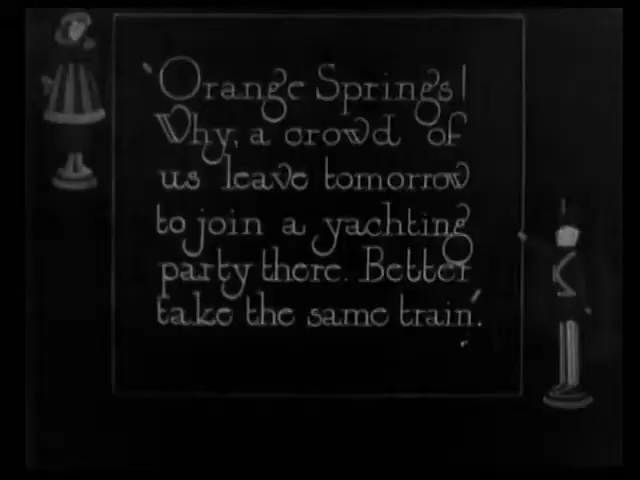 'Orange Springs!
Why, a crowd of
us leave tomorrow
to join a yachting
party there. Better
take the same train'.